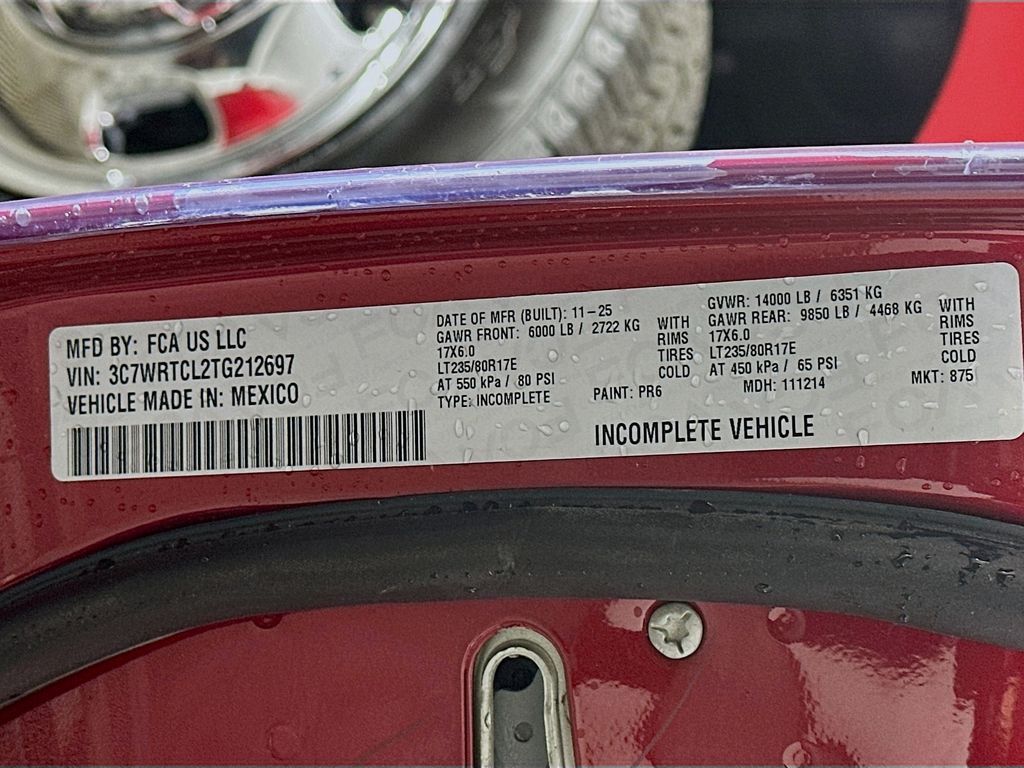 MFD BY: FCA US LLC
VIN: 3C7WRTCL2TG212697
VEHICLE MADE IN: MEXICO
DATE OF MFR (BUILT): 11-25
GAWR FRONT: 6000 LB / 2722 KG
17X6.0
LT235/80R17E
AT 550 kPa / 80 PSI
TYPE: INCOMPLETE
WITH
RIMS
TIRES
COLD
PAINT: PR6
GVWR: 14000 LB / 6351 KG
GAWR REAR: 9850 LB / 4468 KG
17X6.0
LT235/80R17E
AT 450 kPa / 65 PSI
MDH: 111214
WITH
RIMS
TIRES
COLD
MKT: 875
INCOMPLETE VEHICLE